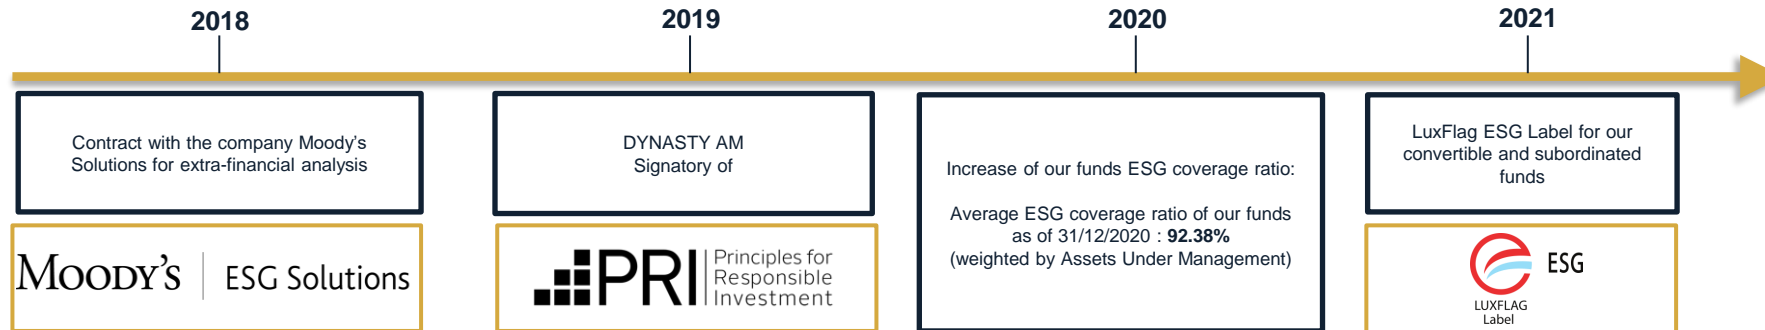 2018
2019
2020
2021
Contract with the company Moody's
Solutions for extra-financial analysis
MOODY'S | ESG Solutions
DYNASTY AM
Signatory of
PRI
Principles for
Responsible
Investment
Increase of our funds ESG coverage ratio:
Average ESG coverage ratio of our funds
as of 31/12/2020 : 92.38%
(weighted by Assets Under Management)
LuxFlag ESG Label for our
convertible and subordinated
funds
ESG
LUXFLAG
Label